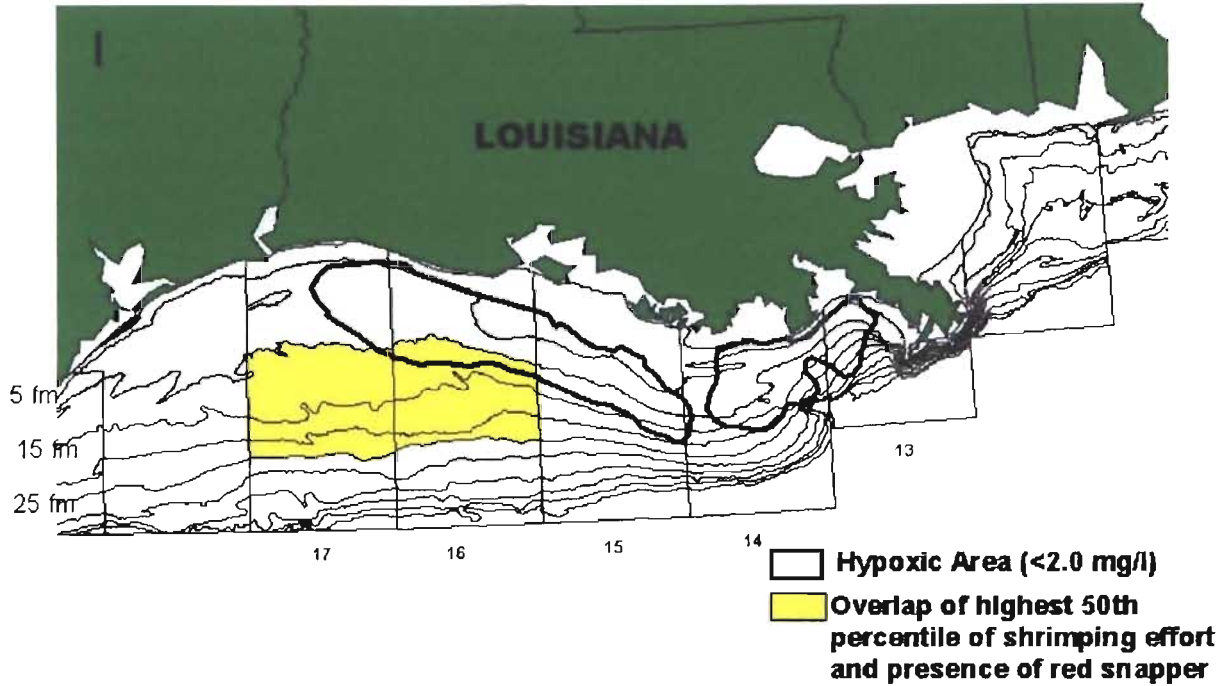 LOUISIANA
5 fm
15 fm
25 fm
13
17
16
15
14
Hypoxic Area (<2.0 mg/l)
Overlap of highest 50th
percentile of shrimping effort
and presence of red snapper